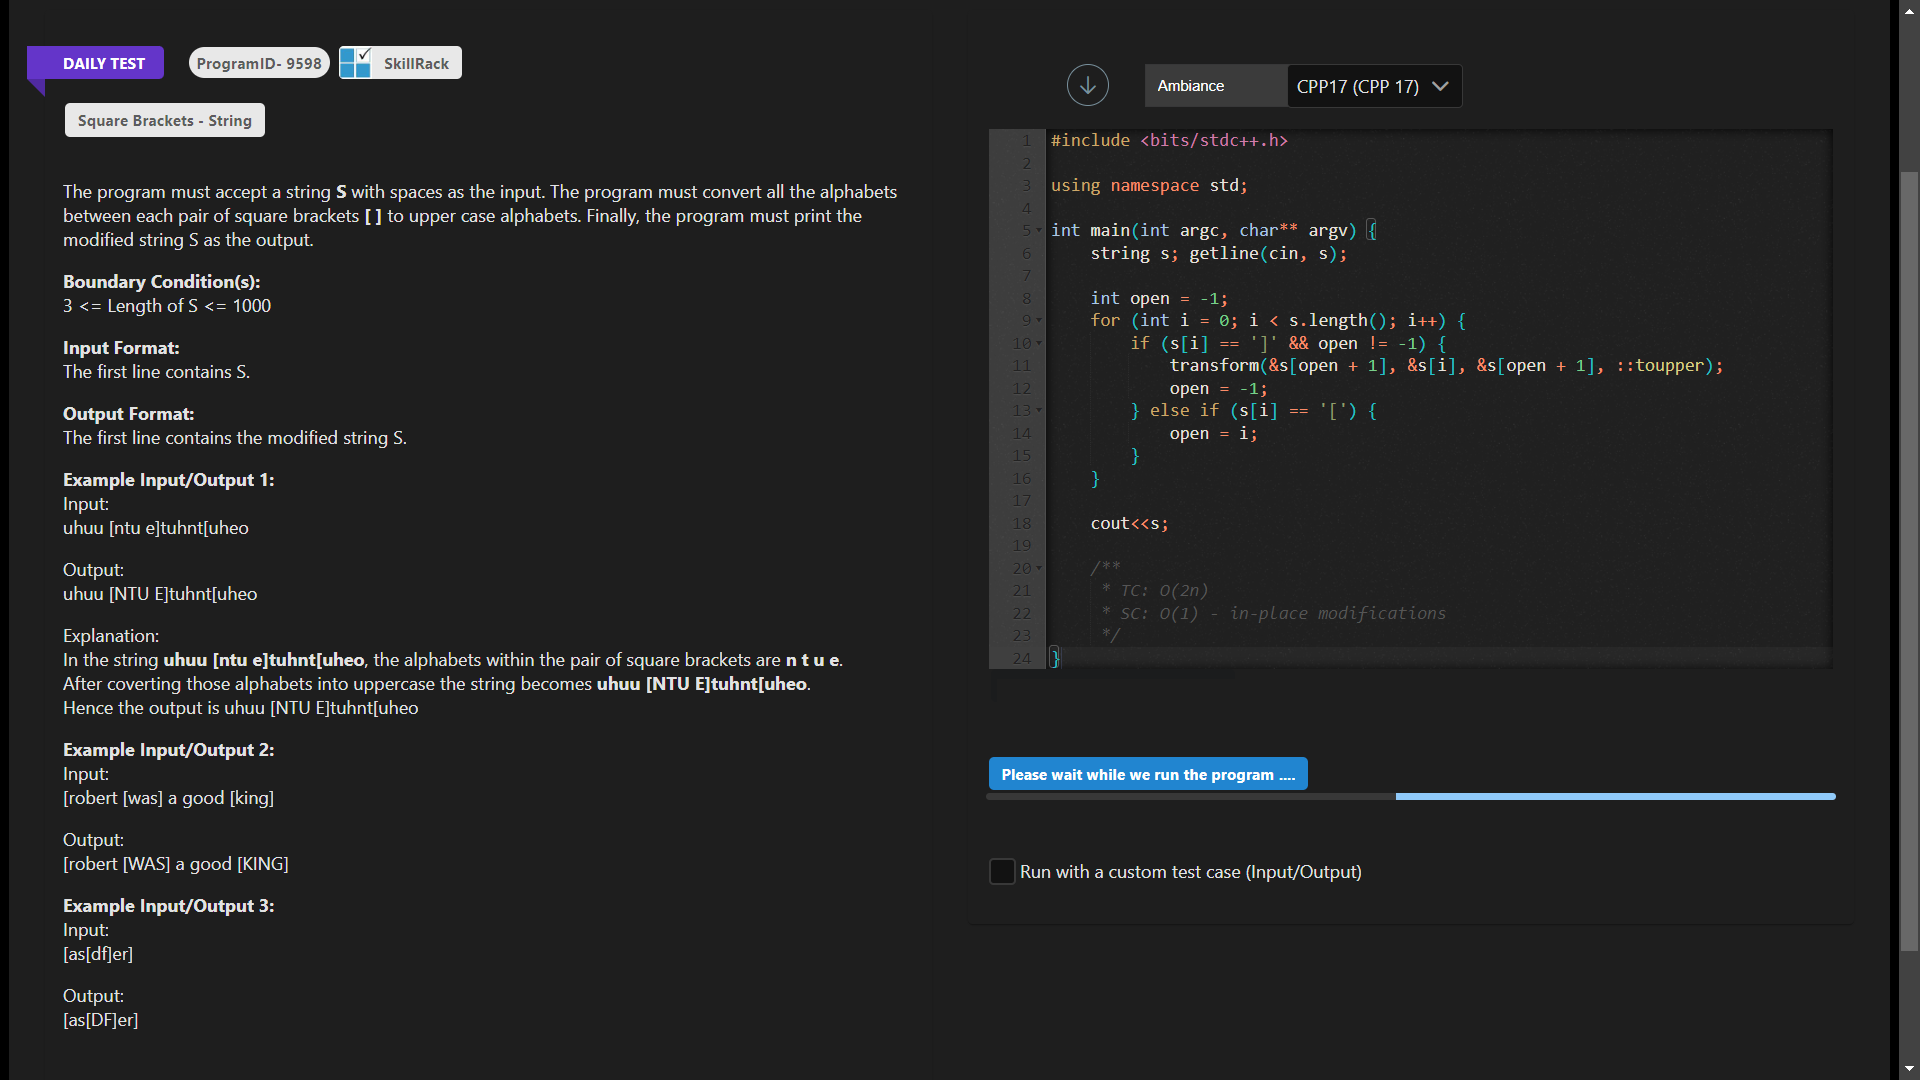 DAILY TEST
ProgramID- 9598
SkillRack
Square Brackets - String
The program must accept a string S with spaces as the input. The program must convert all the alphabets
between each pair of square brackets [ ] to upper case alphabets. Finally, the program must print the
modified string S as the output.
Boundary Condition(s):
3 <= Length of S <= 1000
Input Format:
The first line contains S.
Output Format:
The first line contains the modified string S.
Example Input/Output 1:
Input:
uhuu [ntu e]tuhnt[uheo
Output:
uhuu [NTU E]tuhnt[uheo
Explanation:
In the string uhuu [ntu e]tuhnt[uheo, the alphabets within the pair of square brackets are n t u e.
After coverting those alphabets into uppercase the string becomes uhuu [NTU E]tuhnt[uheo.
Hence the output is uhuu [NTU E]tuhnt[uheo
Example Input/Output 2:
Input:
[robert [was] a good [king]
Output:
[robert [WAS] a good [KING]
Example Input/Output 3:
Input:
[as[df]er]
Output:
[as[DF]er]
Ambiance
CPP17 (CPP 17)
1 #include <bits/stdc++.h>
2
3 using namespace std;
4
5 int main(int argc, char** argv) {
6     string s; getline(cin, s);
7
8     int open = -1;
9     for (int i = 0; i < s.length(); i++) {
10         if (s[i] == ']' && open != -1) {
11             transform(&s[open + 1], &s[i], &s[open + 1], ::toupper);
12             open = -1;
13         } else if (s[i] == '[') {
14             open = i;
15         }
16     }
17
18     cout<<s;
19
20     /**
21      * TC: O(2n)
22      * SC: O(1) - in-place modifications
23      */
24 }
Please wait while we run the program ....
Run with a custom test case (Input/Output)